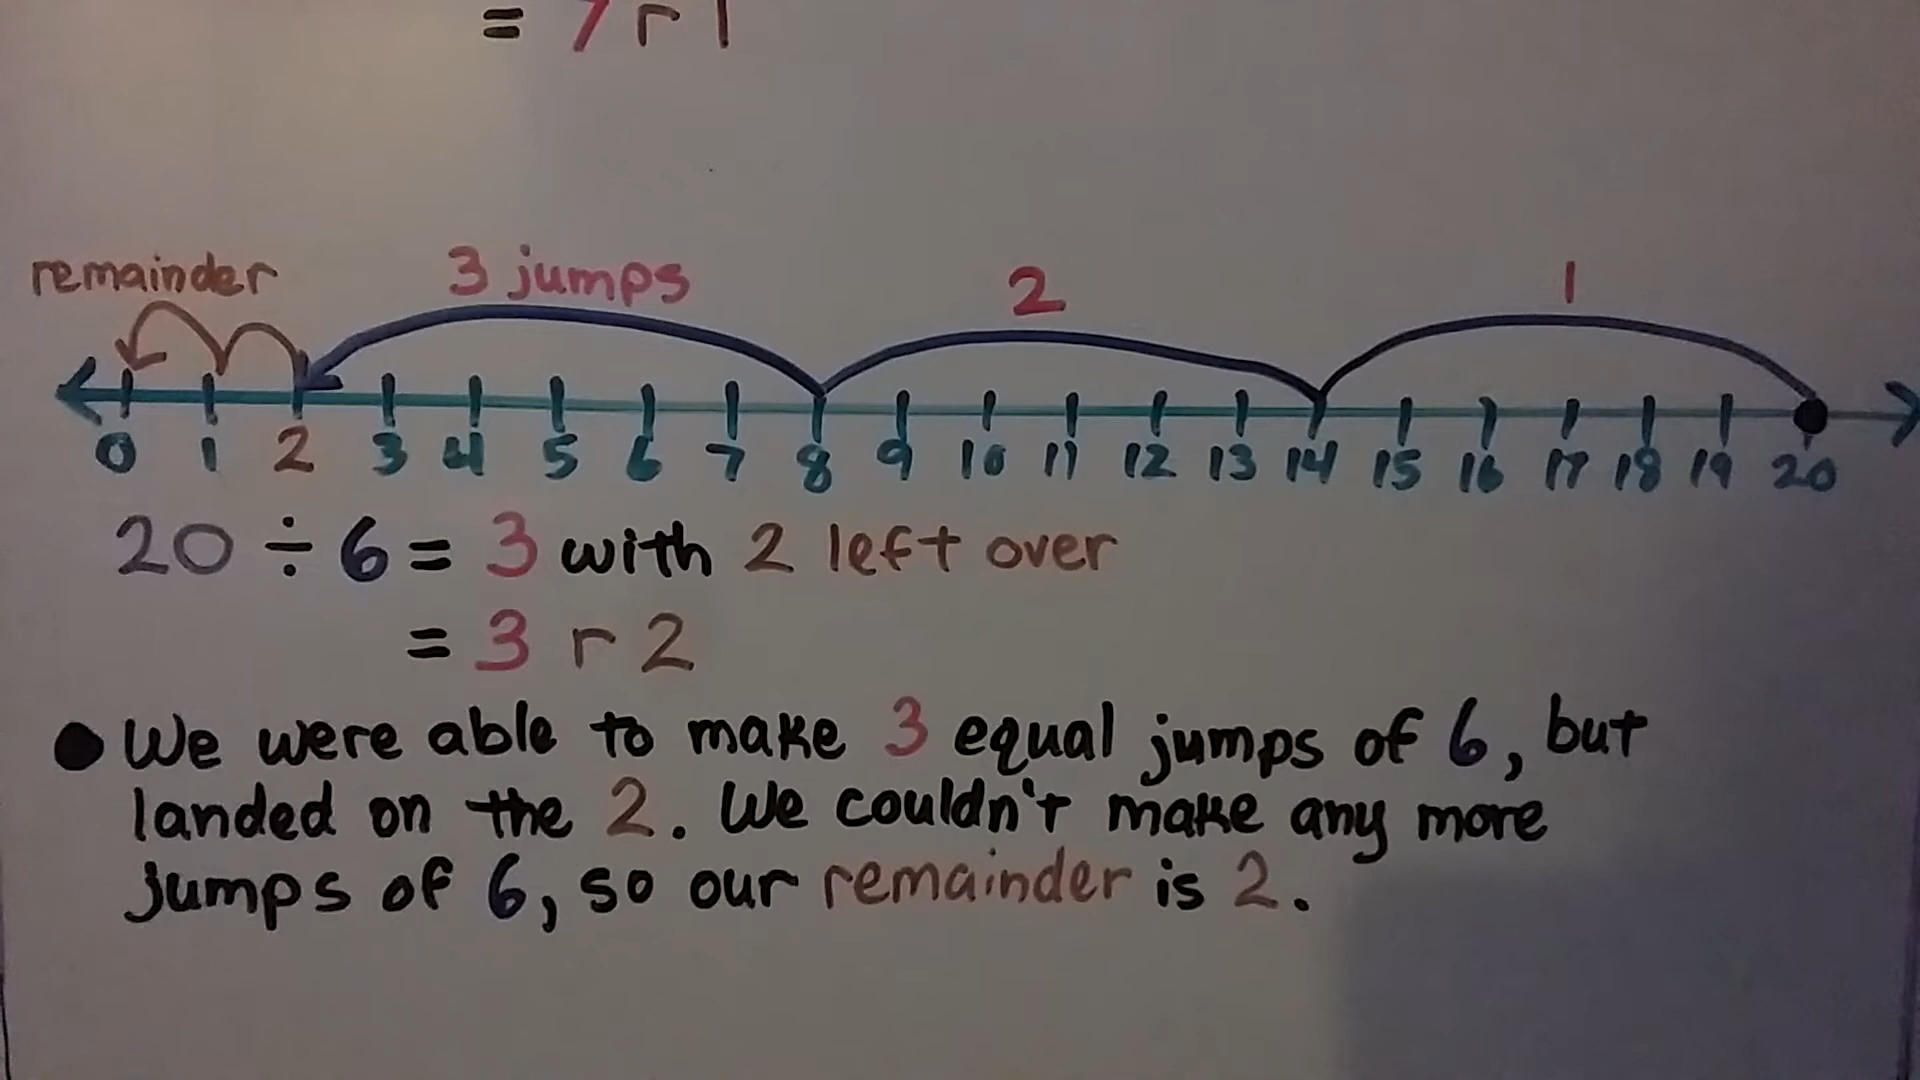 = 7 r 1
remainder 3 jumps 2 1
0 1 2 3 4 5 6 7 8 9 10 11 12 13 14 15 16 17 18 19 20
20 ÷ 6 = 3 with 2 left over
= 3 r 2
● We were able to make 3 equal jumps of 6, but
landed on the 2. We couldn't make any more
jumps of 6, so our remainder is 2.